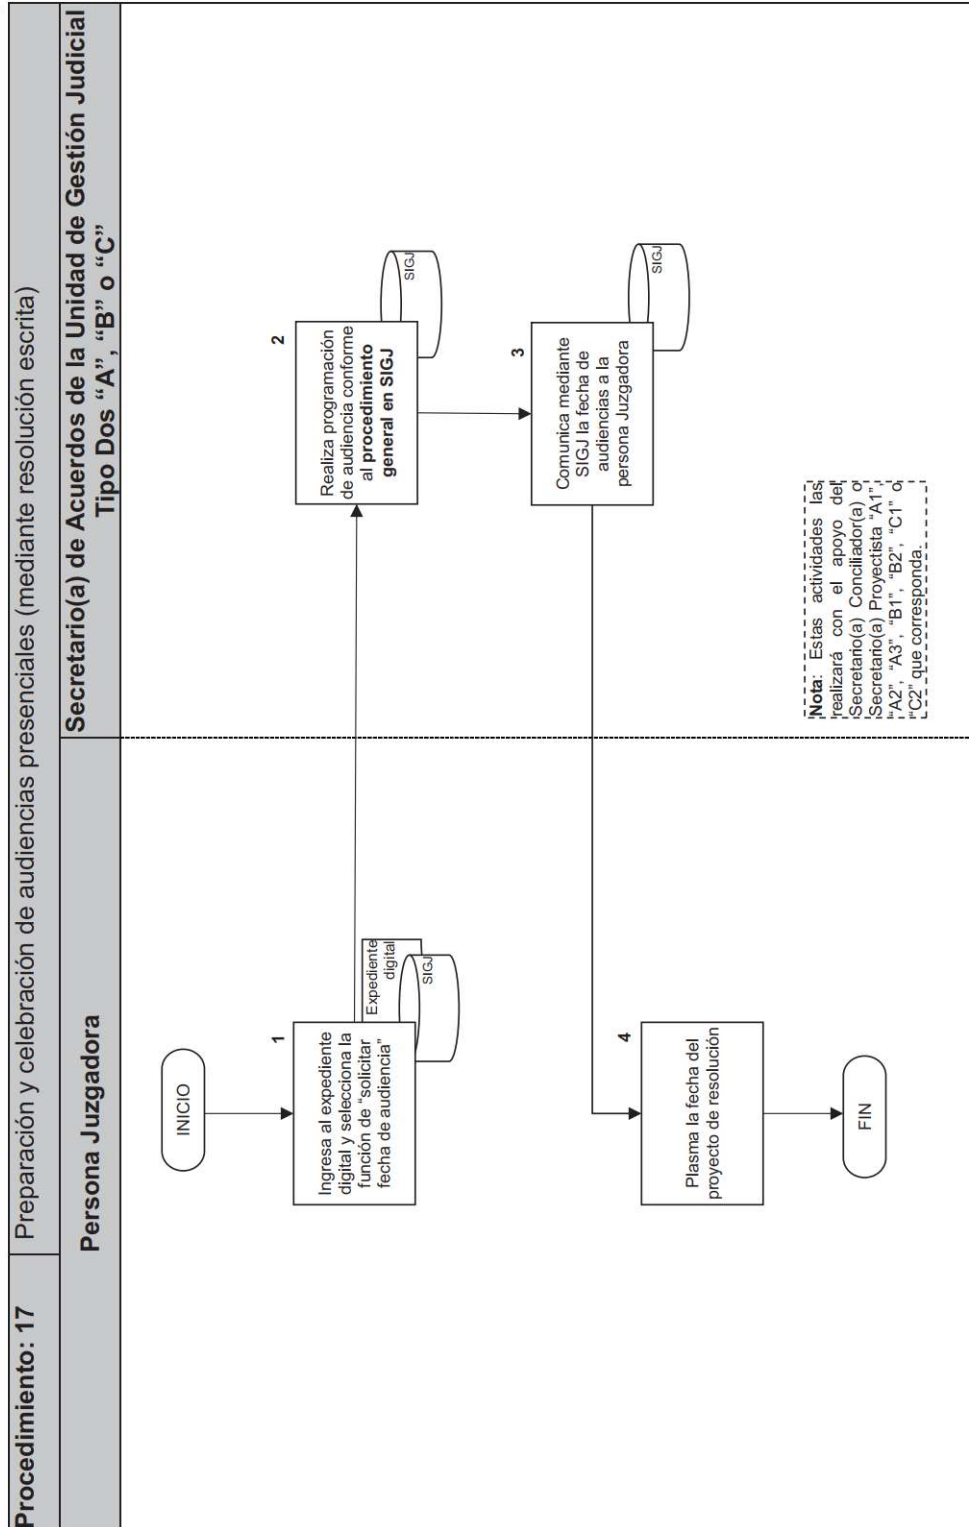 Procedimiento: 17
Preparación y celebración de audiencias presenciales (mediante resolución escrita)
Persona Juzgadora
Secretario(a) de Acuerdos de la Unidad de Gestión Judicial
Tipo Dos “A”, “B” o “C”
INICIO
1
Ingresa al expediente
digital y selecciona la
función de “solicitar
fecha de audiencia”
Expediente
digital
SIGJ
2
Realiza programación
de audiencia conforme
al procedimiento
general en SIGJ
SIGJ
3
Comunica mediante
SIGJ la fecha de
audiencias a la
persona Juzgadora
SIGJ
4
Plasma la fecha del
proyecto de resolución
FIN
Nota: Estas actividades las
realizará con el apoyo del
Secretario(a) Conciliador(a) o
Secretario(a) Proyectista “A1”,
“A2”, “A3”, “B1”, “B2”, “C1” o
“C2” que corresponda.